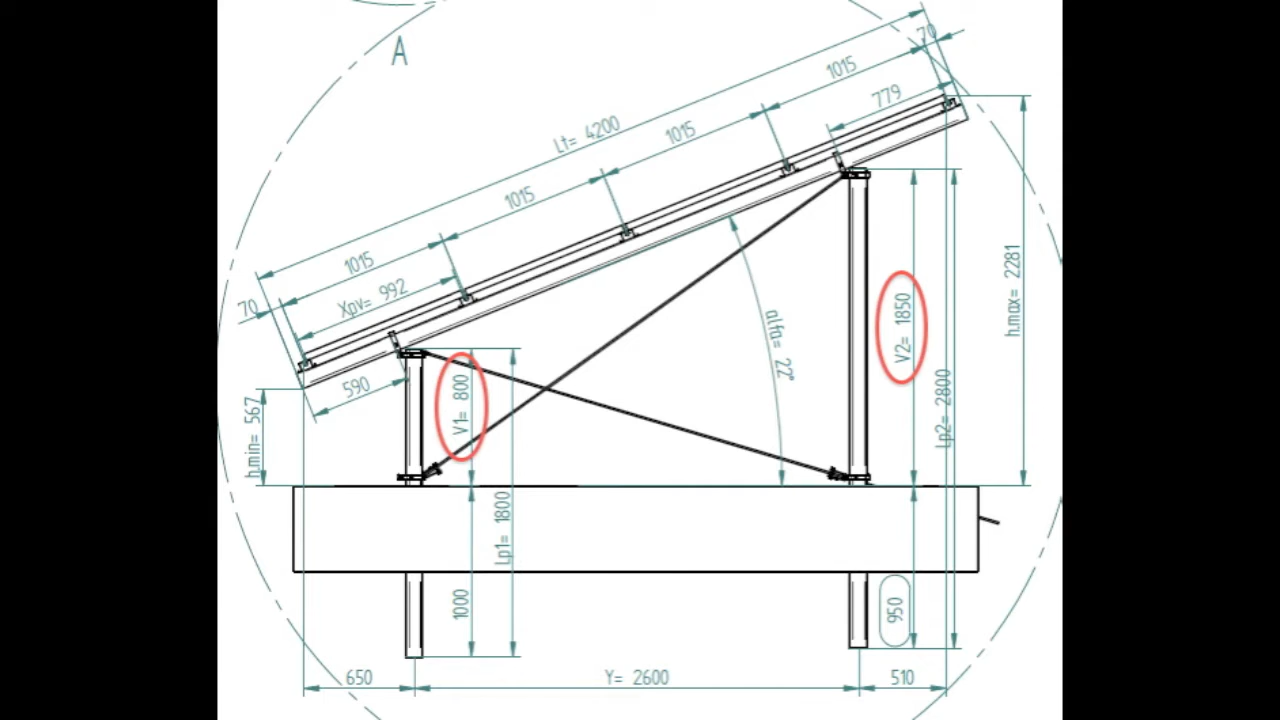 A
70
1015
779
Lt= 4200
1015
1015
1015
Xpv= 992
70
590
h.min= 567
V1= 800
alfa = 22°
V2= 1850
h.max= 2281
Lp2= 2800
Lp1= 1800
1000
950
650
Y= 2600
510